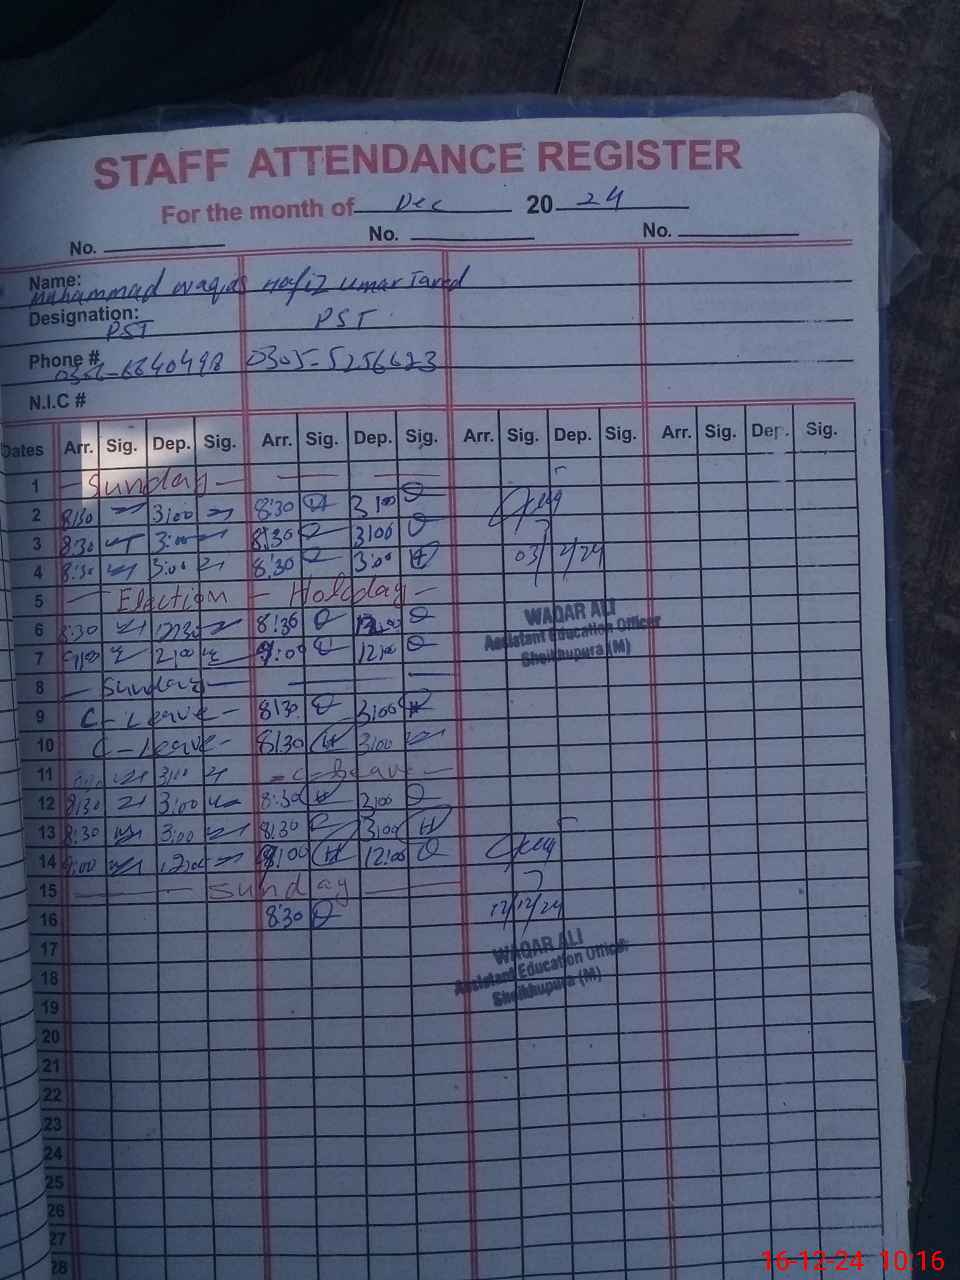 STAFF ATTENDANCE REGISTER
For the month of Dec 20 24
No. No. No.
Name:
Muhammad Hafiz Umar
Designation:
PST PST
Phone #
0305-5256623
N.I.C #
Dates Arr. Sig. Dep. Sig. Arr. Sig. Dep. Sig. Arr. Sig. Dep. Sig. Arr. Sig. Dep. Sig.
1 - Sunday -
2 8:30 3:00 8:30 3:00
3 8:30 3:00 8:30 3:00
4 8:30 3:00 8:30 3:00 03/12/24
5 - Election - Holoday -
6 8:30 12:30 8:30
WAQAR ALI
Assistant Education Officer
Sheikhupura (M)
7 2:00 9:00 12:00
8 - Sunday -
9 C-Leave - 8:30 3:00
10 C-Leave - 8:30 3:00
11 3:00 - C-Leave -
12 8:30 3:00 8:30 3:00
13 8:30 3:00 8:30 3:00
14 9:00 12:00 12:00
15 Sunday
16 8:30 12/12/24
17
WAQAR ALI
Assistant Education Officer
Sheikhupura (M)
18
19
20
21
22
23
24
25
26
27
28
16-12-24 10:16